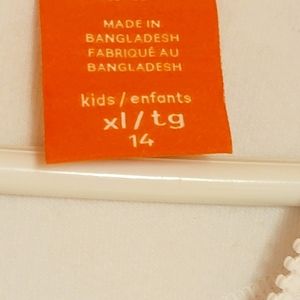 MADE IN
BANGLADESH
FABRIQUÉ AU
BANGLADESH
kids / enfants
xl / tg
14